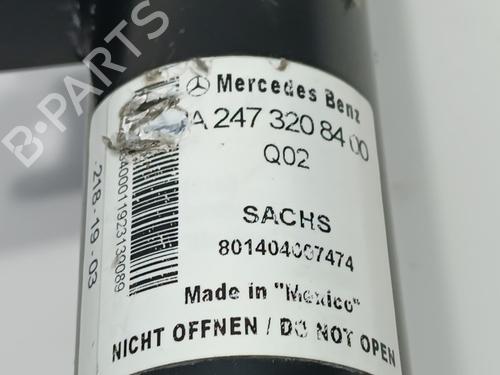 Mercedes Benz
A 247 320 84 00
Q02
SACHS
801404007474
Made in "Mexico"
NICHT OFFNEN / DO NOT OPEN
218-19-03
B-PARTS